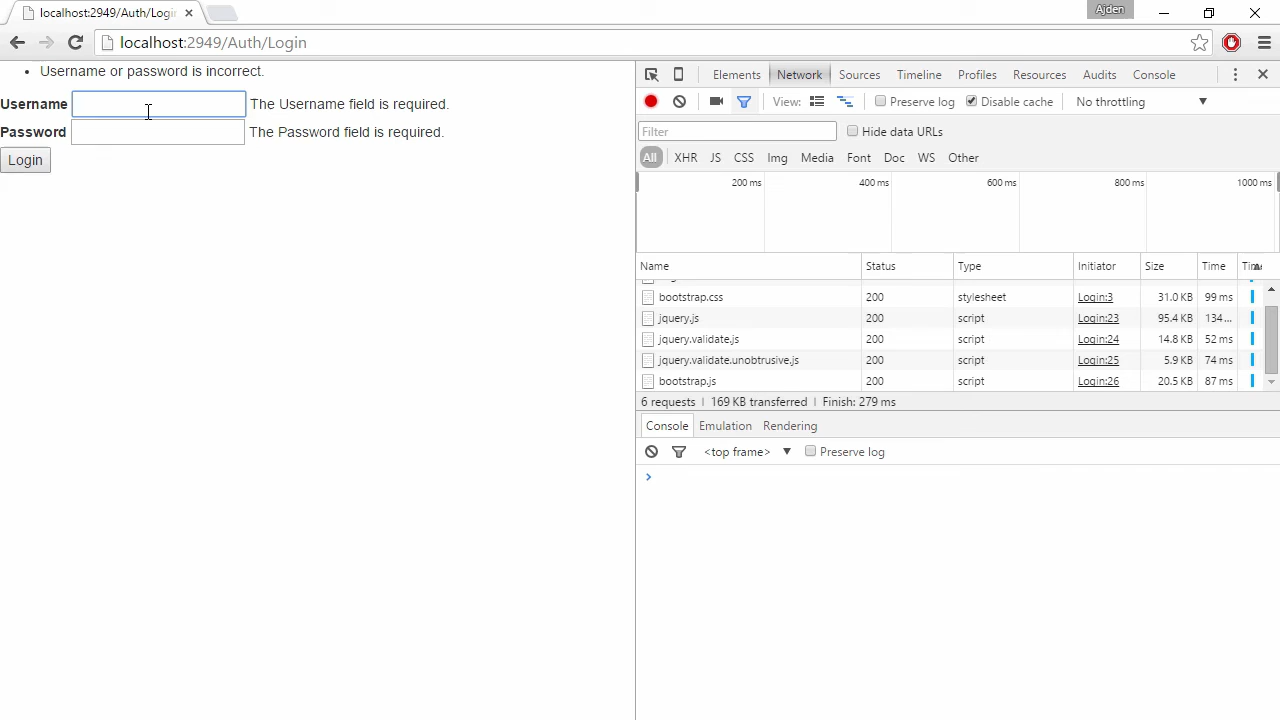 localhost:2949/Auth/Login
Ajden
localhost:2949/Auth/Login
Username or password is incorrect.
Username The Username field is required.
Password The Password field is required.
Login
Elements Network Sources Timeline Profiles Resources Audits Console
View: Preserve log Disable cache No throttling
Filter Hide data URLs
All XHR JS CSS Img Media Font Doc WS Other
200 ms 400 ms 600 ms 800 ms 1000 ms
Name Status Type Initiator Size Time
bootstrap.css 200 stylesheet Login:3 31.0 KB 99 ms
jquery.js 200 script Login:23 95.4 KB 134...
jquery.validate.js 200 script Login:24 14.8 KB 52 ms
jquery.validate.unobtrusive.js 200 script Login:25 5.9 KB 74 ms
bootstrap.js 200 script Login:26 20.5 KB 87 ms
6 requests | 169 KB transferred | Finish: 279 ms
Console Emulation Rendering
<top frame> Preserve log